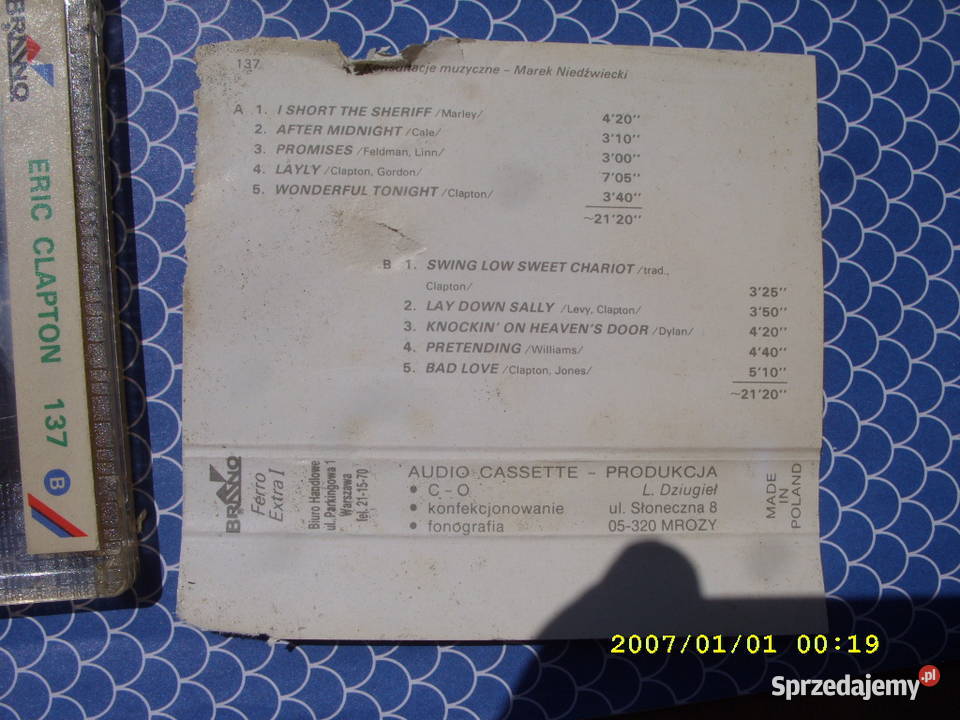 BRANQ
ERIC CLAPTON 137 B
137 Konsultacje muzyczne – Marek Niedźwiecki
A 1. I SHORT THE SHERIFF /Marley/ 4'20''
2. AFTER MIDNIGHT /Cale/ 3'10''
3. PROMISES /Feldman, Linn/ 3'00''
4. LAYLY /Clapton, Gordon/ 7'05''
5. WONDERFUL TONIGHT /Clapton/ 3'40''
~21'20''
B 1. SWING LOW SWEET CHARIOT /trad.,
Clapton/ 3'25''
2. LAY DOWN SALLY /Levy, Clapton/ 3'50''
3. KNOCKIN' ON HEAVEN'S DOOR /Dylan/ 4'20''
4. PRETENDING /Williams/ 4'40''
5. BAD LOVE /Clapton, Jones/ 5'10''
~21'20''
BRANQ
Ferro
Extra I
Biuro Handlowe
ul. Parkingowa 1
Warszawa
tel. 21-15-70
AUDIO CASSETTE – PRODUKCJA
• C – O L. Dziugieł
• konfekcjonowanie ul. Słoneczna 8
• fonografia 05-320 MROZY
MADE
IN
POLAND
2007/01/01 00:19
Sprzedajemy.pl